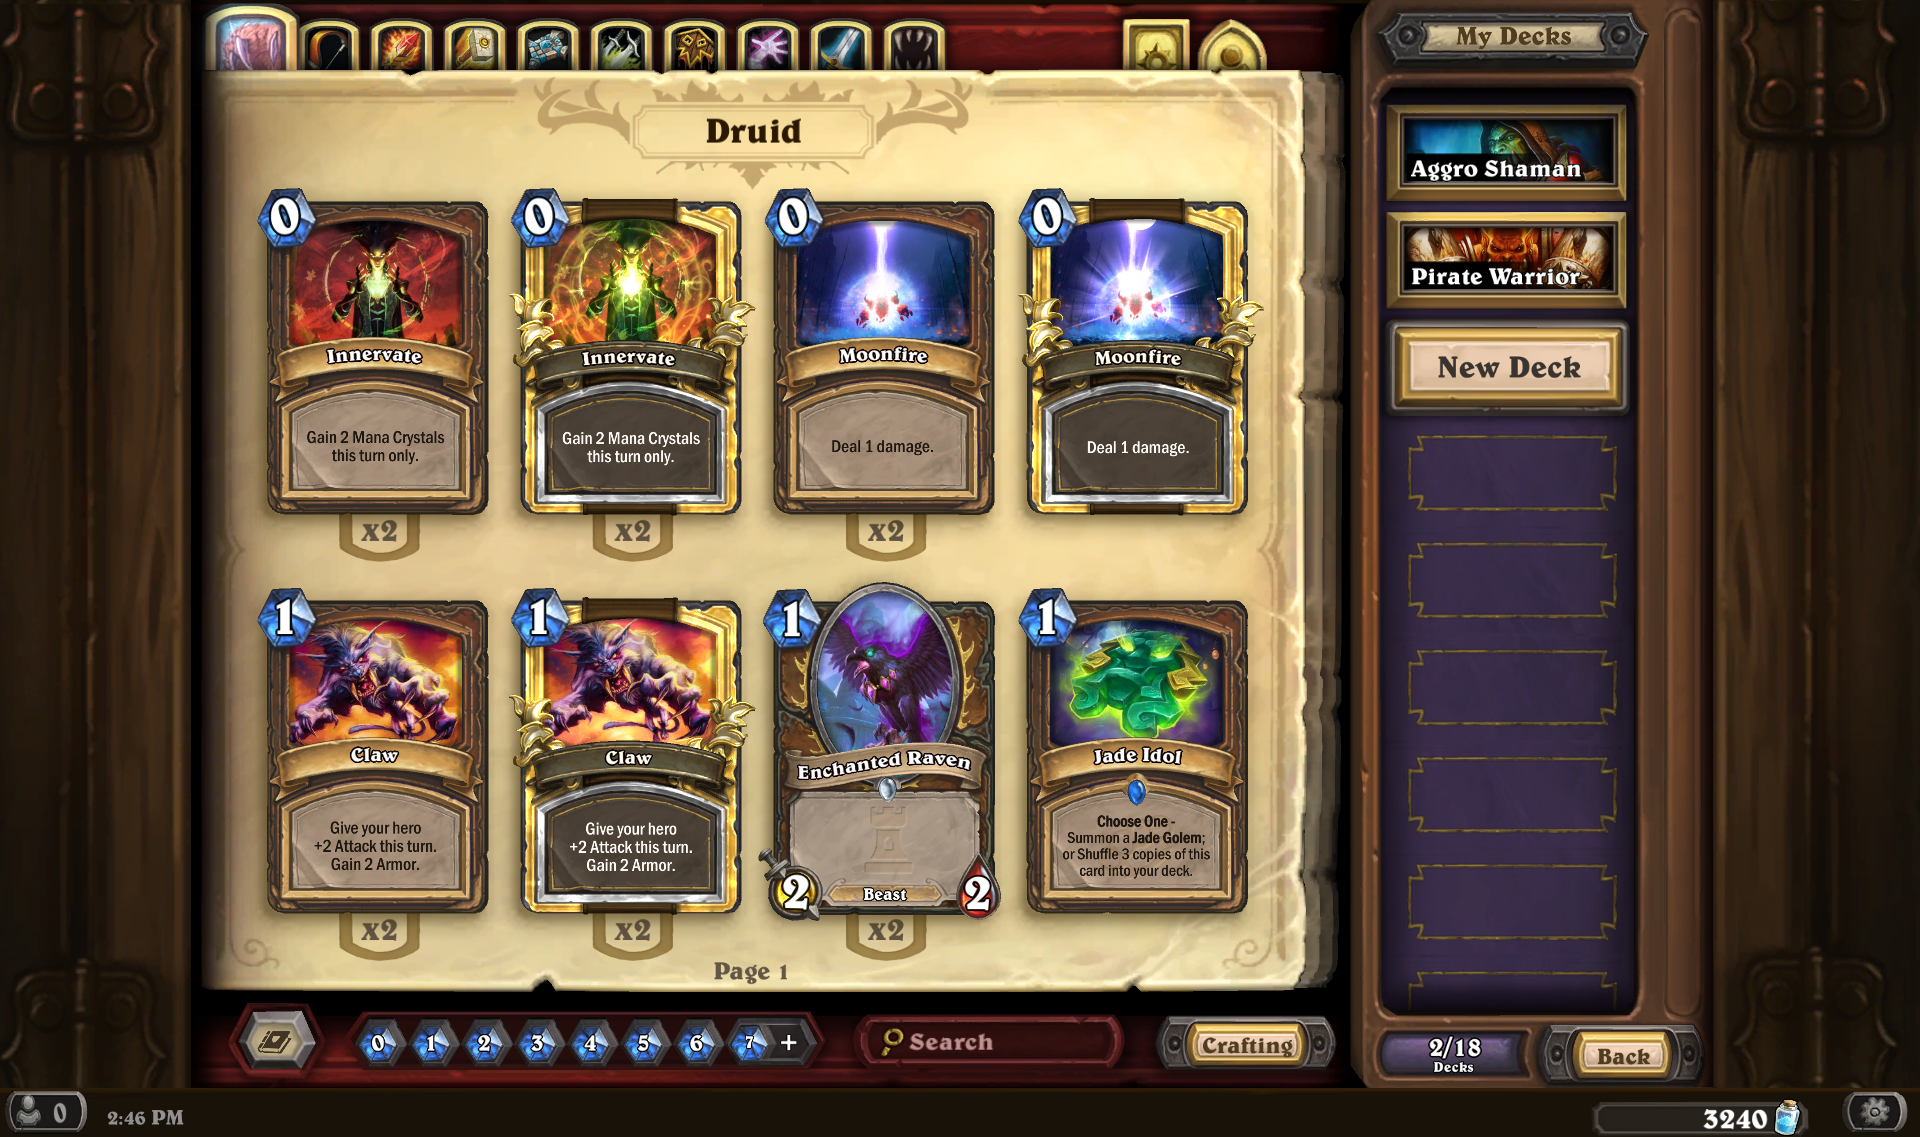 My Decks
Druid
Aggro Shaman
Pirate Warrior
New Deck
0
0
0
0
Innervate
Innervate
Moonfire
Moonfire
Gain 2 Mana Crystals
this turn only.
Gain 2 Mana Crystals
this turn only.
Deal 1 damage.
Deal 1 damage.
x2
x2
x2
1
1
1
1
Claw
Claw
Enchanted Raven
Jade Idol
Give your hero
+2 Attack this turn.
Gain 2 Armor.
Give your hero
+2 Attack this turn.
Gain 2 Armor.
2
Beast
2
Choose One -
Summon a Jade Golem;
or Shuffle 3 copies of this
card into your deck.
x2
x2
x2
Page 1
0
1
2
3
4
5
6
7
+
Search
Crafting
2/18
Decks
Back
0
2:46 PM
3240